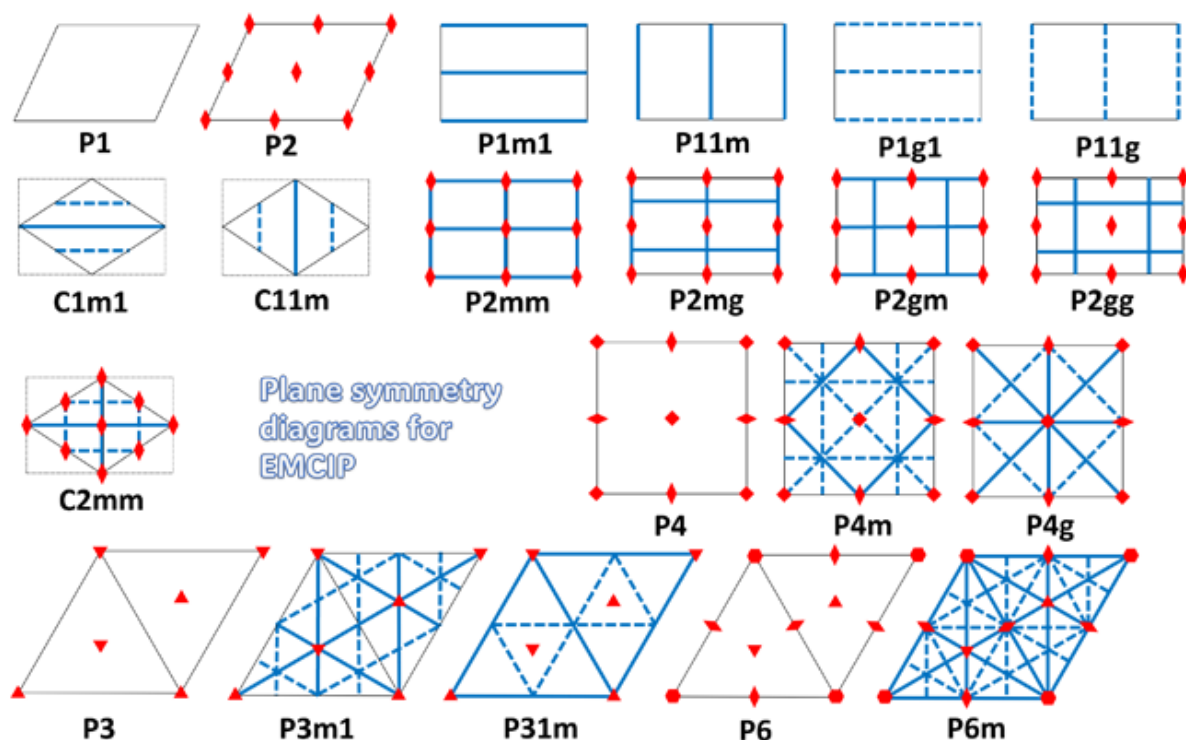 P1 P2 P1m1 P11m P1g1 P11g
C1m1 C11m P2mm P2mg P2gm P2gg
Plane symmetry
diagrams for
EMCIP
C2mm P4 P4m P4g
P3 P3m1 P31m P6 P6m